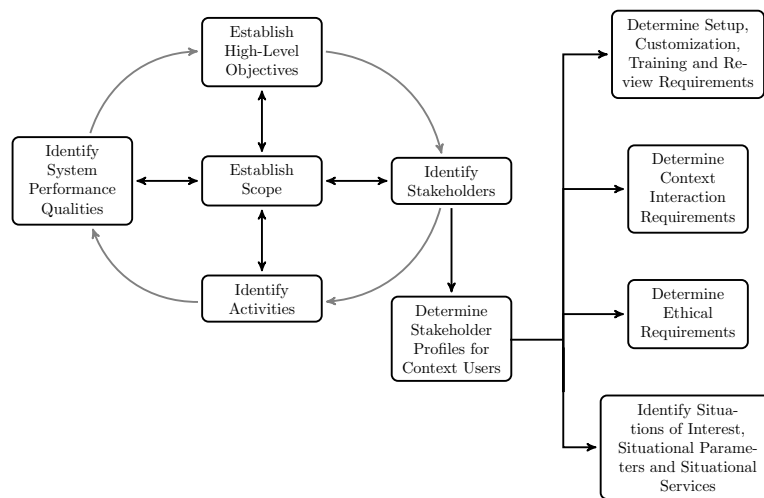 Establish
High-Level
Objectives
Identify
System
Performance
Qualities
Establish
Scope
Identify
Stakeholders
Identify
Activities
Determine
Stakeholder
Profiles for
Context Users
Determine Setup,
Customization,
Training and Re-
view Requirements
Determine
Context
Interaction
Requirements
Determine
Ethical
Requirements
Identify Situa-
tions of Interest,
Situational Parame-
ters and Situational
Services